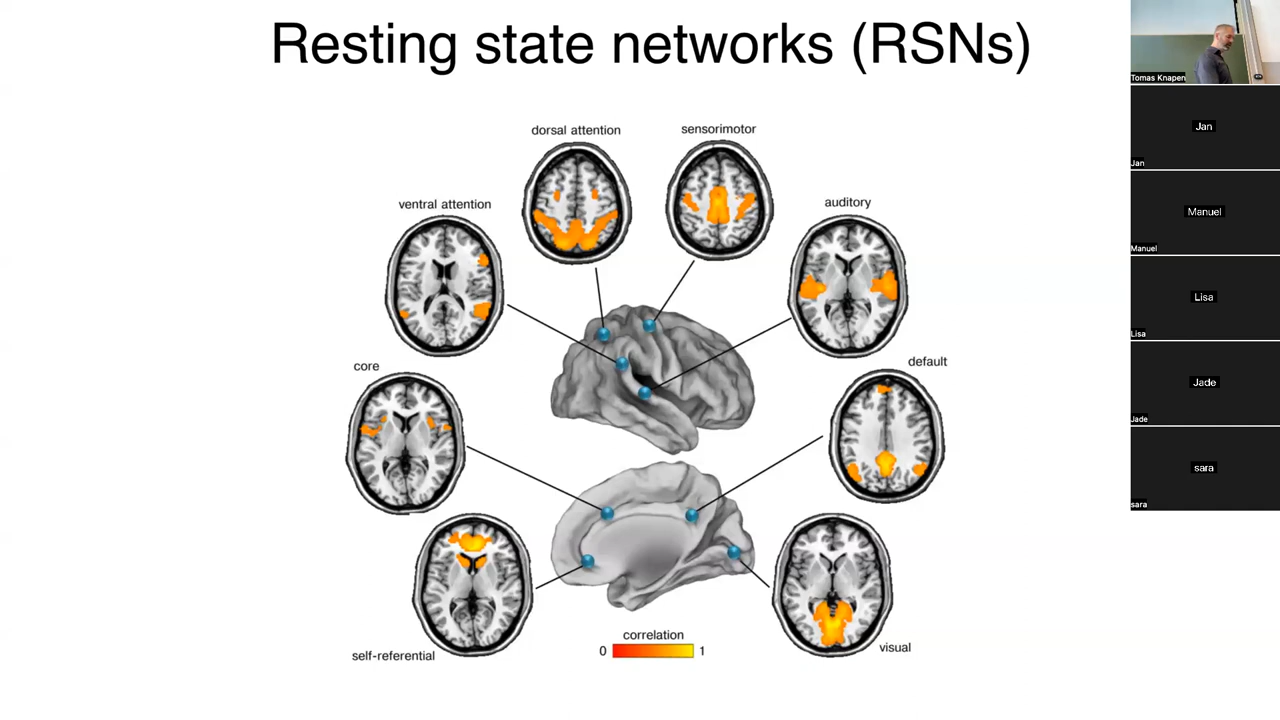 Resting state networks (RSNs)
dorsal attention
sensorimotor
ventral attention
auditory
core
default
self-referential
correlation
0 1
visual
Tomas Knapen
Jan
Jan
Manuel
Manuel
Lisa
Lisa
Jade
Jade
sara
sara